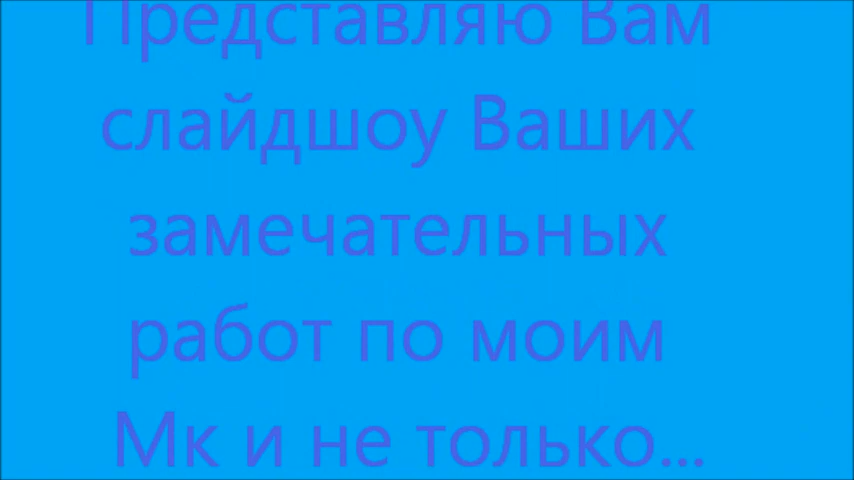 Представляю Вам
слайдшоу Ваших
замечательных
работ по моим
Мк и не только...